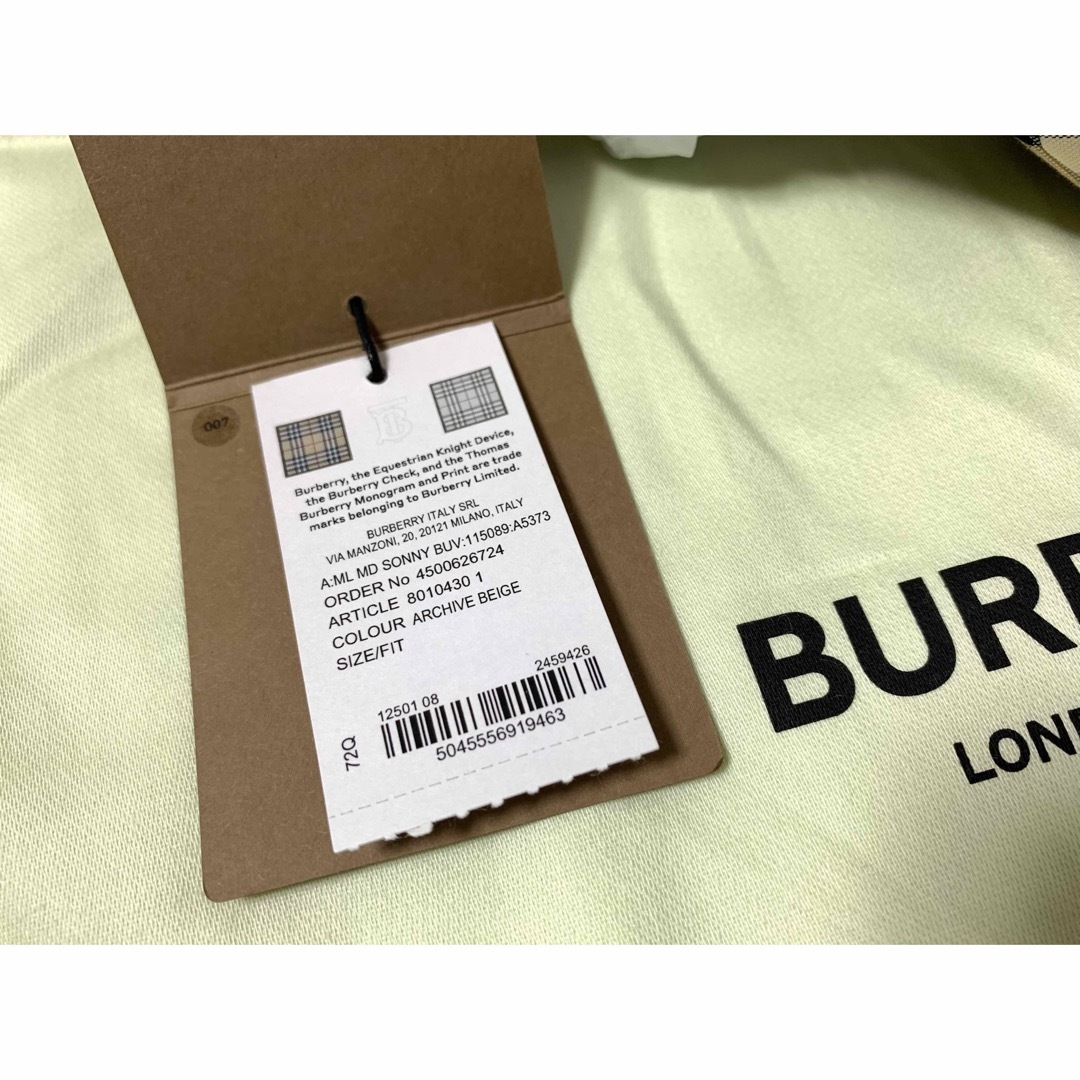 007
Burberry, the Equestrian Knight Device,
the Burberry Check, and the Thomas
Burberry Monogram and Print are trade
marks belonging to Burberry Limited.
BURBERRY ITALY SRL
VIA MANZONI, 20, 20121 MILANO, ITALY
A:ML MD SONNY BUV:115089:A5373
ORDER No 4500626724
ARTICLE 8010430 1
COLOUR ARCHIVE BEIGE
SIZE/FIT
12501 08 2459426
72Q
5045556919463
BURB
LON